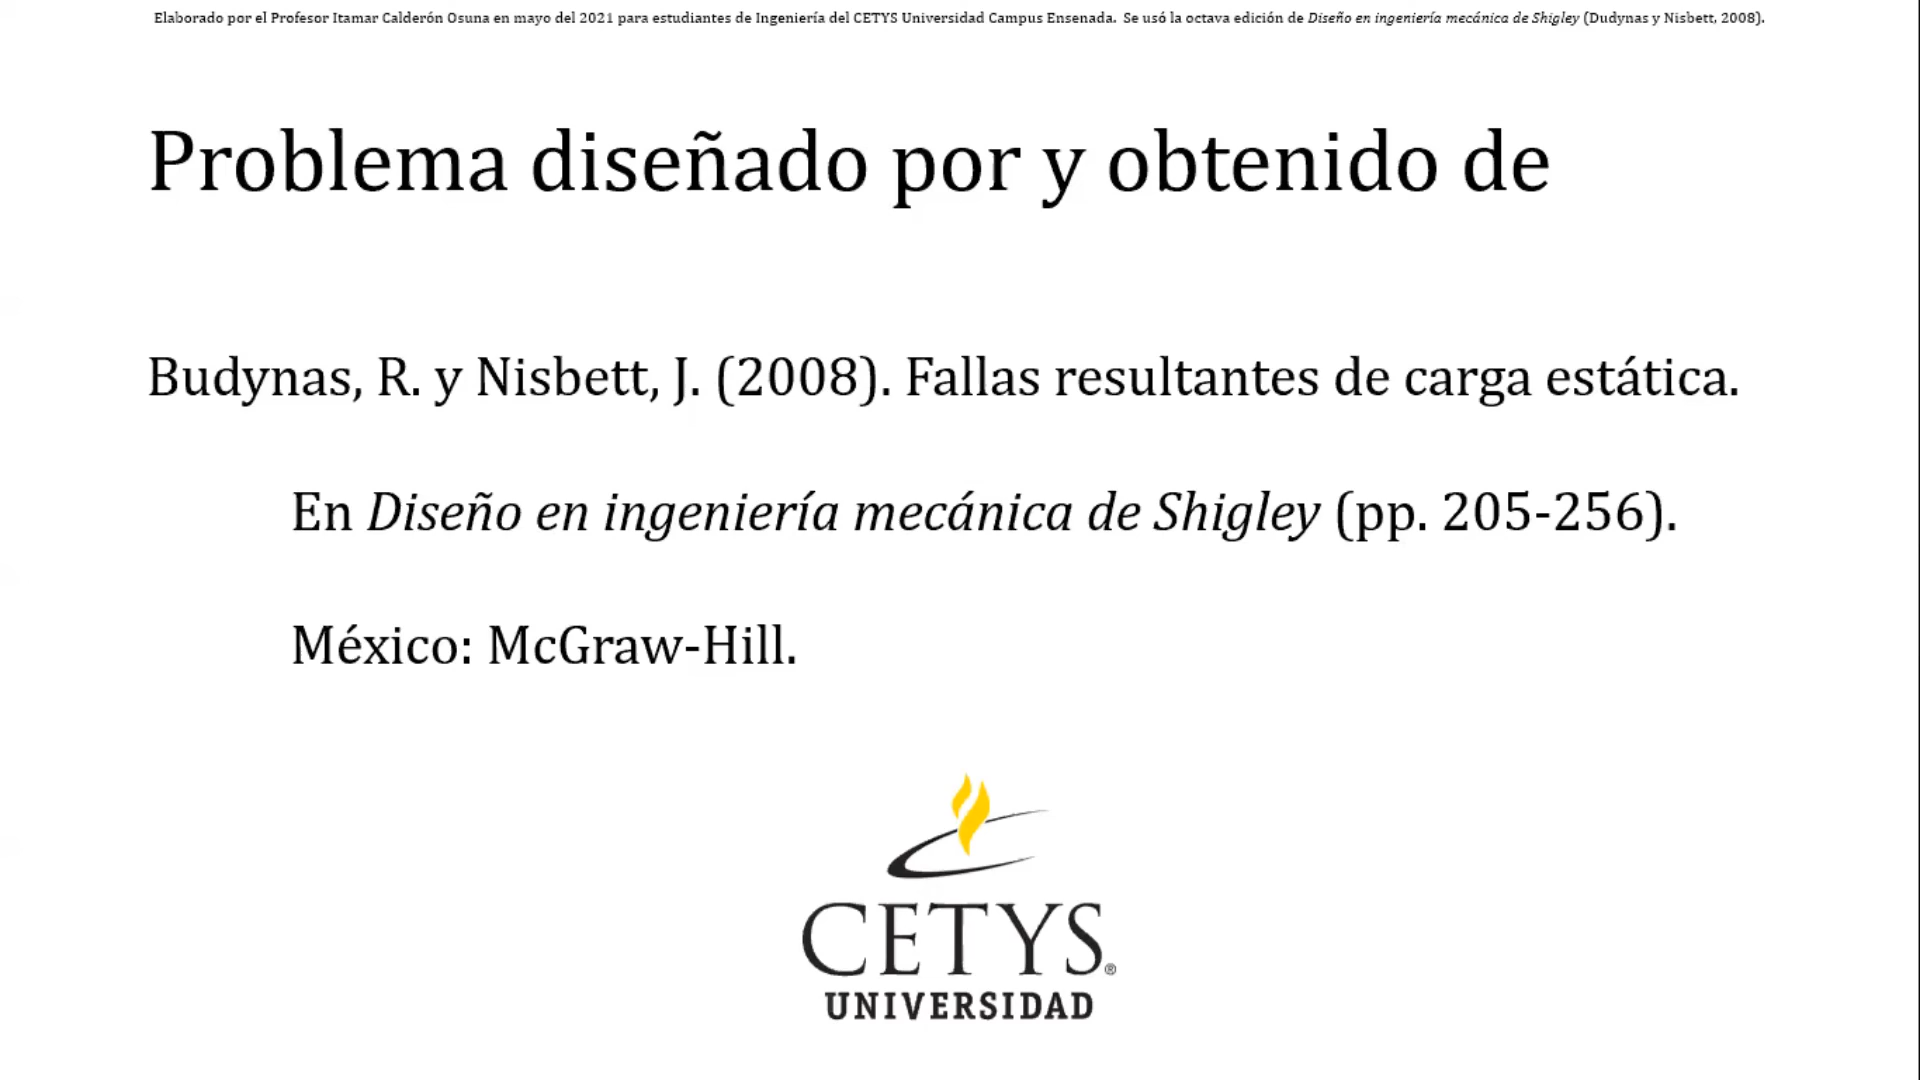 Elaborado por el Profesor Itamar Calderón Osuna en mayo del 2021 para estudiantes de Ingeniería del CETYS Universidad Campus Ensenada. Se usó la octava edición de Diseño en ingeniería mecánica de Shigley (Dudynas y Nisbett, 2008).
Problema diseñado por y obtenido de
Budynas, R. y Nisbett, J. (2008). Fallas resultantes de carga estática.
En Diseño en ingeniería mecánica de Shigley (pp. 205-256).
México: McGraw-Hill.
CETYS®
UNIVERSIDAD